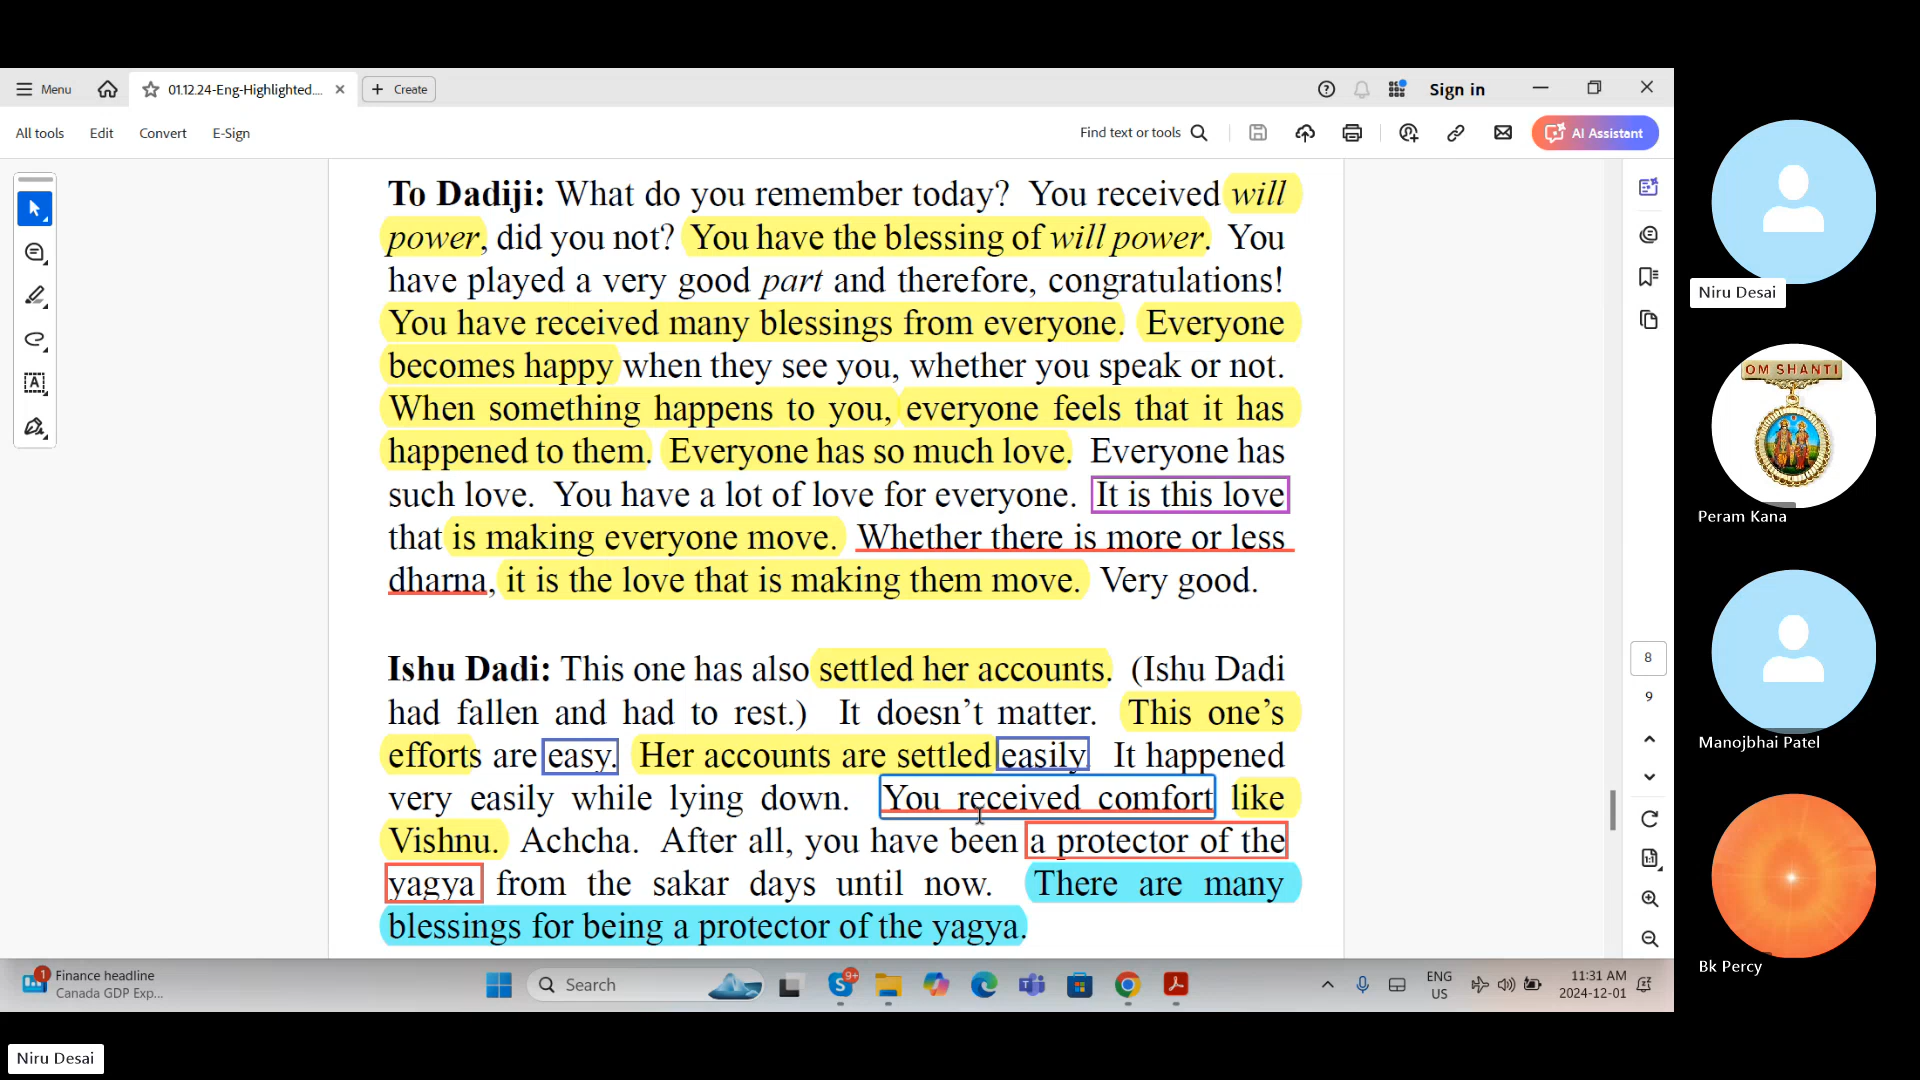 Menu
01.12.24-Eng-Highlighted....
Create
Sign in
All tools
Edit
Convert
E-Sign
Find text or tools
AI Assistant
To Dadiji: What do you remember today? You received will
power, did you not? You have the blessing of will power. You
have played a very good part and therefore, congratulations!
You have received many blessings from everyone. Everyone
becomes happy when they see you, whether you speak or not.
When something happens to you, everyone feels that it has
happened to them. Everyone has so much love. Everyone has
such love. You have a lot of love for everyone. It is this love
that is making everyone move. Whether there is more or less
dharna, it is the love that is making them move. Very good.
Ishu Dadi: This one has also settled her accounts. (Ishu Dadi
had fallen and had to rest.) It doesn't matter. This one's
efforts are easy. Her accounts are settled easily. It happened
very easily while lying down. You received comfort like
Vishnu. Achcha. After all, you have been a protector of the
yagya from the sakar days until now. There are many
blessings for being a protector of the yagya.
8
9
1:1
Niru Desai
OM SHANTI
Peram Kana
Manojbhai Patel
Bk Percy
1
Finance headline
Canada GDP Exp...
Search
9+
ENG
US
11:31 AM
2024-12-01
Niru Desai